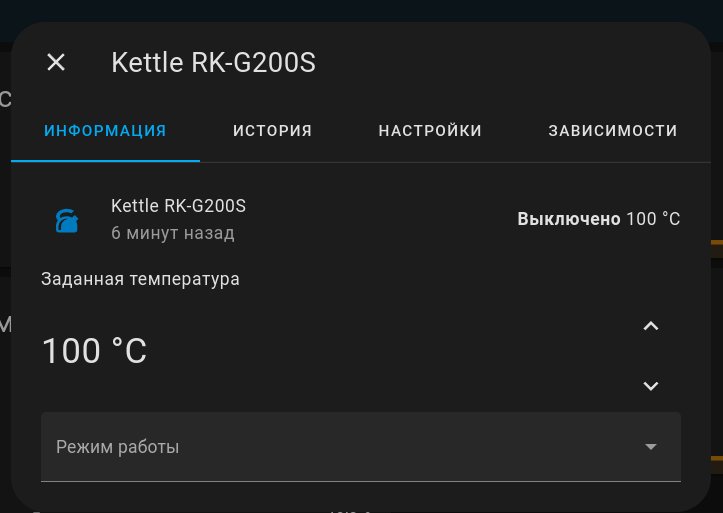 Kettle RK-G200S
ИНФОРМАЦИЯ ИСТОРИЯ НАСТРОЙКИ ЗАВИСИМОСТИ
Kettle RK-G200S
6 минут назад
Выключено 100 °C
Заданная температура
100 °C
Режим работы